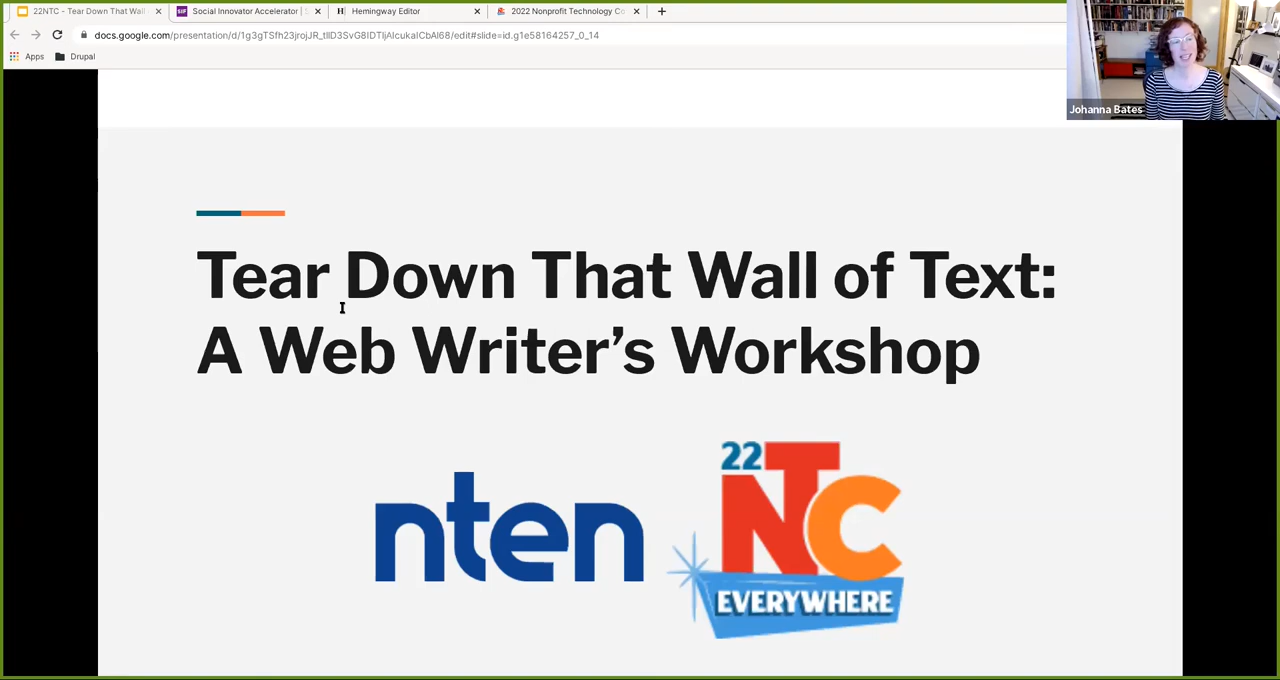 22NTC - Tear Down That Wall
Social Innovator Accelerator |
Hemingway Editor
2022 Nonprofit Technology Co
Apps
Drupal
Johanna Bates
Tear Down That Wall of Text:
A Web Writer's Workshop
nten
22
NTC
EVERYWHERE